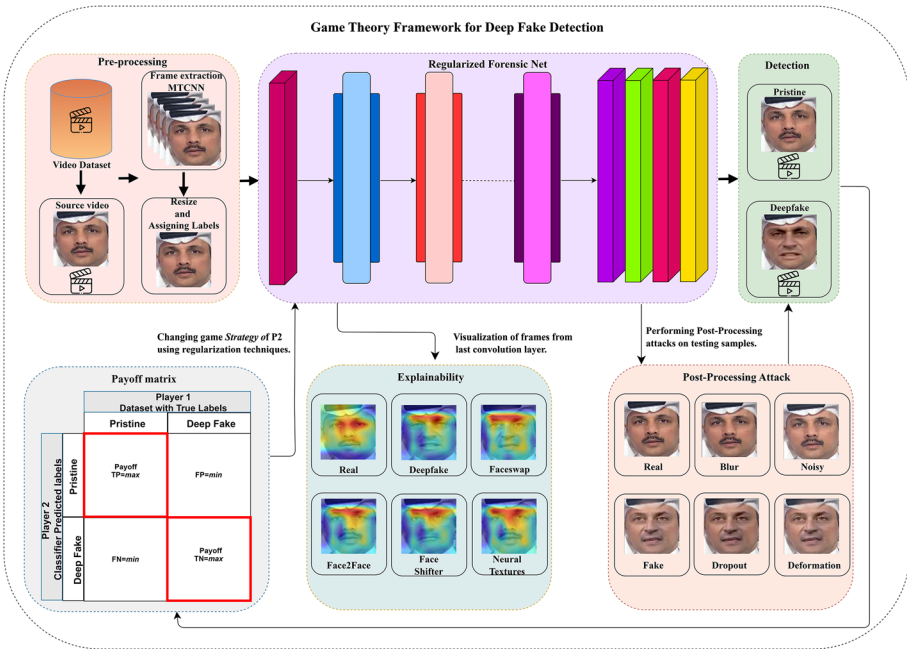 Game Theory Framework for Deep Fake Detection
Pre-processing
Frame extraction
MTCNN
Video Dataset
Source video
Resize
and
Assigning Labels
Regularized Forensic Net
Detection
Pristine
Deepfake
Changing game Strategy of P2
using regularization techniques.
Visualization of frames from
last convolution layer.
Performing Post-Processing
attacks on testing samples.
Payoff matrix
Player 1
Dataset with True Labels
Pristine
Deep Fake
Player 2
Classifier Predicted labels
Pristine
Deep Fake
Payoff
TP=max
FP=min
FN=min
Payoff
TN=max
Explainability
Real
Deepfake
Faceswap
Face2Face
Face
Shifter
Neural
Textures
Post-Processing Attack
Real
Blur
Noisy
Fake
Dropout
Deformation